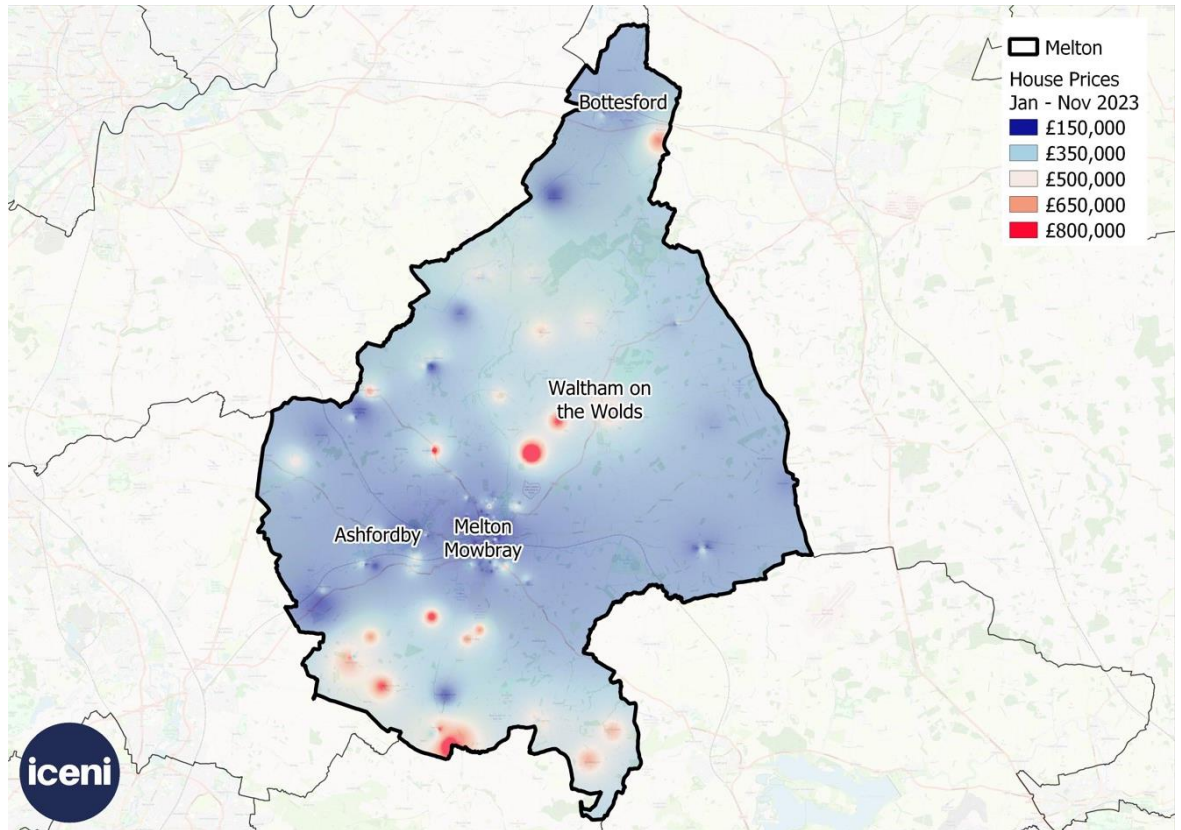 Melton
House Prices
Jan - Nov 2023
£150,000
£350,000
£500,000
£650,000
£800,000
Bottesford
Waltham on
the Wolds
Ashfordby
Melton
Mowbray
iceni